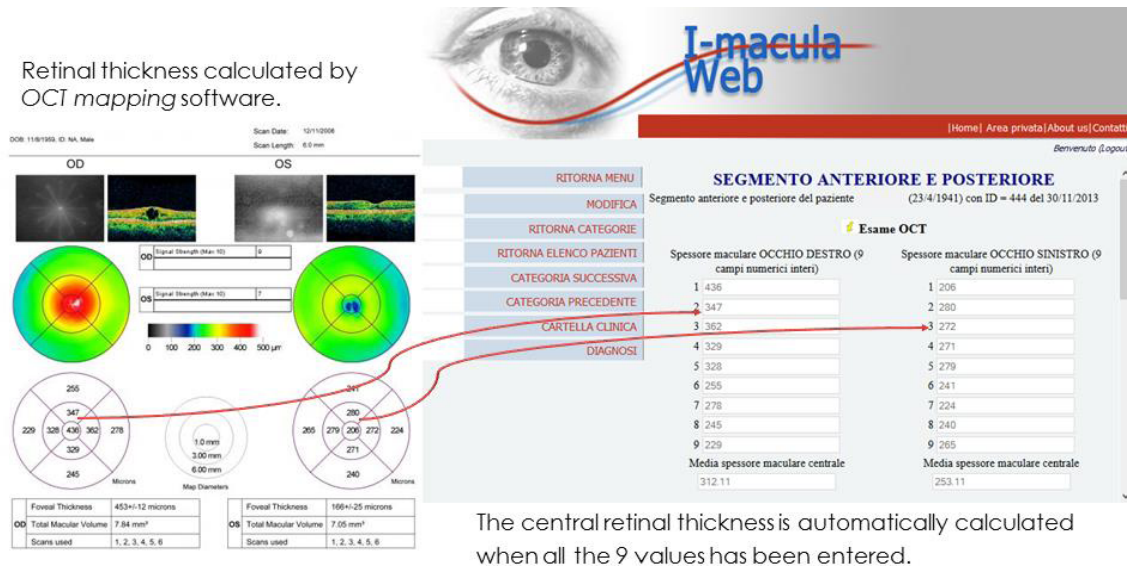 Retinal thickness calculated by
OCT mapping software.
DOB: 11/8/1959, ID: NA, Male
Scan Date: 12/11/2008
Scan Length: 6.0 mm
OD
OS
OD Signal Strength (Max 10) 9
OS Signal Strength (Max 10) 7
0 100 200 300 400 500 µm
255
347
229 328 436 362 278
329
245
Microns
1.0 mm
3.00 mm
6.00 mm
Map Diameters
241
280
265 279 206 272 224
271
240
Microns
OD
Foveal Thickness 453+/-12 microns
Total Macular Volume 7.84 mm³
Scans used 1, 2, 3, 4, 5, 6
OS
Foveal Thickness 166+/-25 microns
Total Macular Volume 7.05 mm³
Scans used 1, 2, 3, 4, 5, 6
I-macula
Web
|Home| Area privata|About us|Contatti
Benvenuto (Logout
RITORNA MENU
MODIFICA
RITORNA CATEGORIE
RITORNA ELENCO PAZIENTI
CATEGORIA SUCCESSIVA
CATEGORIA PRECEDENTE
CARTELLA CLINICA
DIAGNOSI
SEGMENTO ANTERIORE E POSTERIORE
Segmento anteriore e posteriore del paziente (23/4/1941) con ID = 444 del 30/11/2013
Esame OCT
Spessore maculare OCCHIO DESTRO (9
campi numerici interi)
1 436
2 347
3 362
4 329
5 328
6 255
7 278
8 245
9 229
Media spessore maculare centrale
312.11
Spessore maculare OCCHIO SINISTRO (9
campi numerici interi)
1 206
2 280
3 272
4 271
5 279
6 241
7 224
8 240
9 265
Media spessore maculare centrale
253.11
The central retinal thickness is automatically calculated
when all the 9 values has been entered.